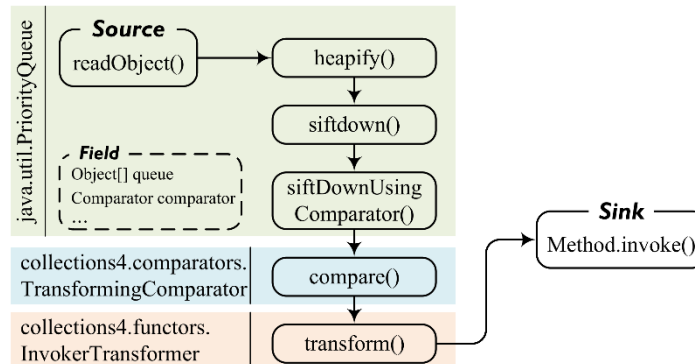 java.util.PriorityQueue
Source
readObject()
heapify()
siftdown()
Field
Object[] queue
Comparator comparator
...
siftDownUsing
Comparator()
Sink
Method.invoke()
collections4.comparators.
TransformingComparator
compare()
collections4.functors.
InvokerTransformer
transform()